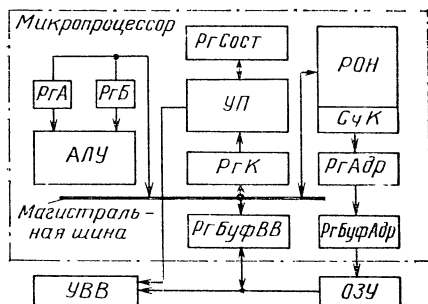 Микропроцессор
РгСост
РОН
РгА
РгБ
УП
СчК
АЛУ
РгК
РгАдр
Магистраль-
ная шина
РгБуфВВ
РгБуфАдр
УВВ
ОЗУ